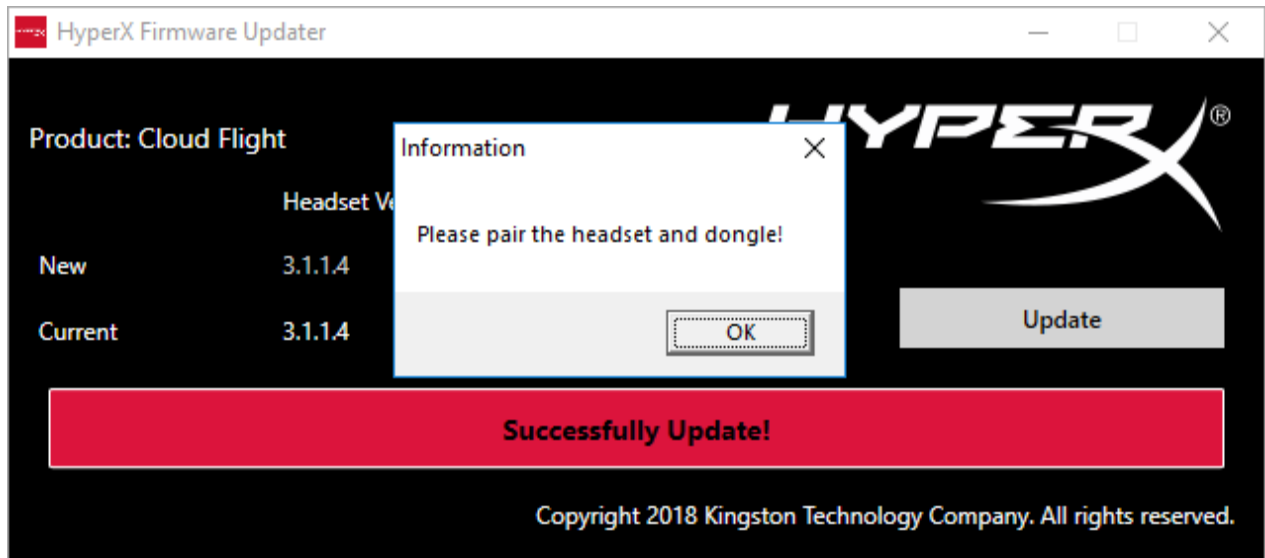 HyperX Firmware Updater
HYPERX®
Product: Cloud Flight
Information
Headset Ve
Please pair the headset and dongle!
New 3.1.1.4
OK
Update
Current 3.1.1.4
Successfully Update!
Copyright 2018 Kingston Technology Company. All rights reserved.